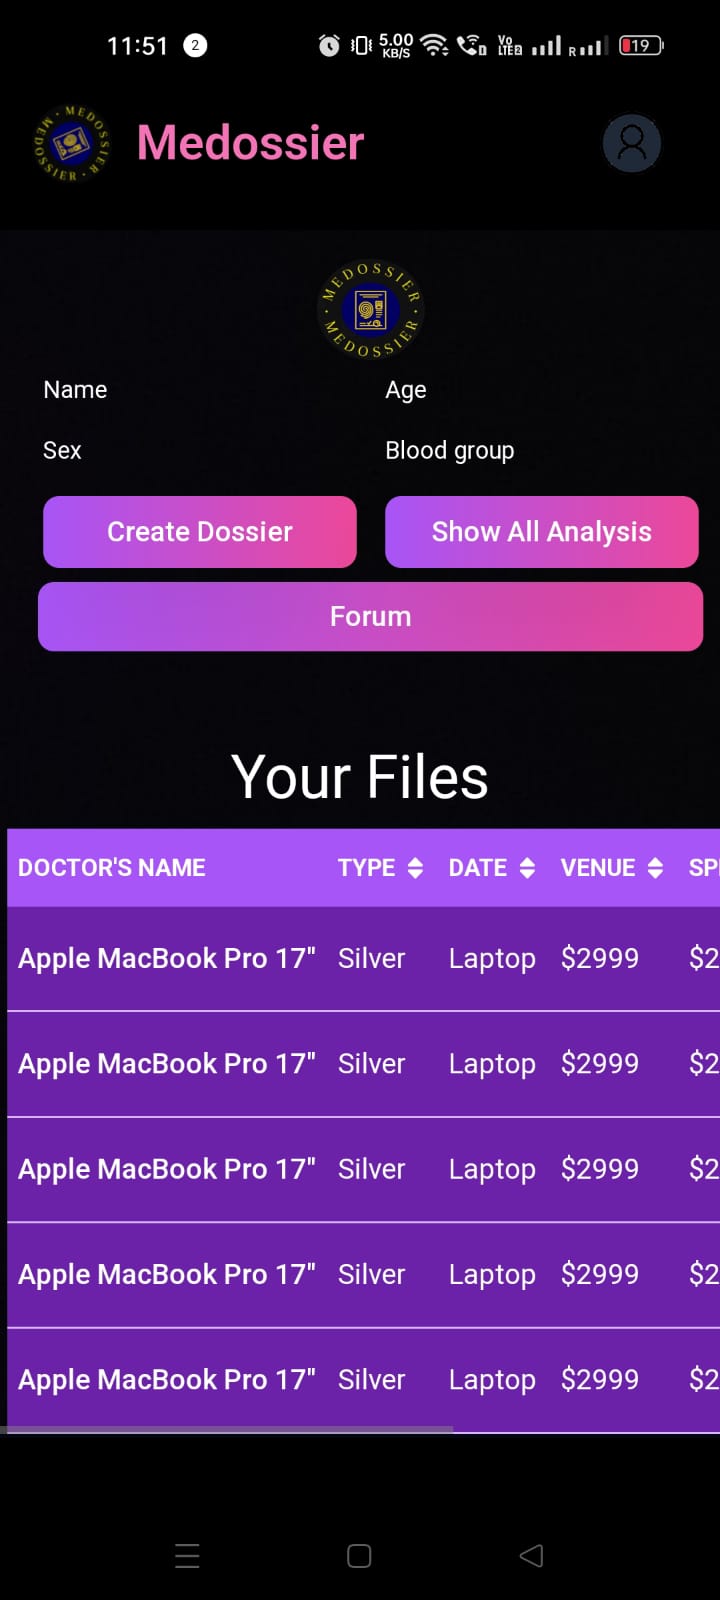 11:51 2 5.00 KB/S Vo LTE2 R 19
MEDOSSIER · MEDOSSIER ·
Medossier
MEDOSSIER · MEDOSSIER ·
Name Age
Sex Blood group
Create Dossier Show All Analysis
Forum
Your Files
DOCTOR'S NAME TYPE DATE VENUE SP
Apple MacBook Pro 17" Silver Laptop $2999 $2
Apple MacBook Pro 17" Silver Laptop $2999 $2
Apple MacBook Pro 17" Silver Laptop $2999 $2
Apple MacBook Pro 17" Silver Laptop $2999 $2
Apple MacBook Pro 17" Silver Laptop $2999 $2